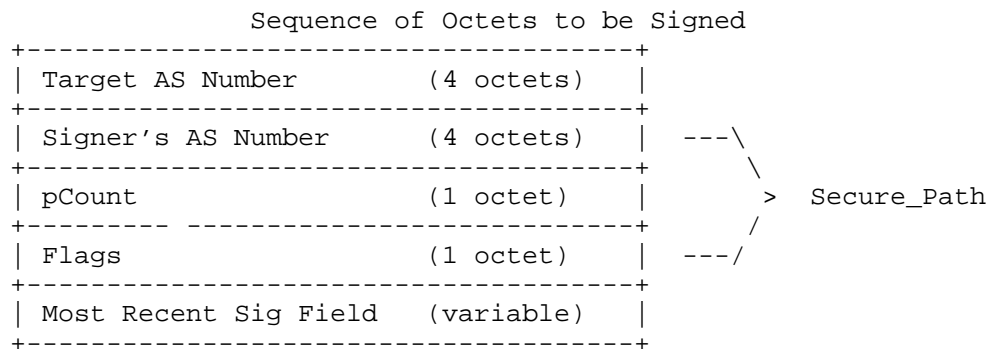 Sequence of Octets to be Signed
+-------------------------------------+
| Target AS Number        (4 octets)   |
+-------------------------------------+
| Signer's AS Number      (4 octets)   |  ---\
+-------------------------------------+      \
| pCount                  (1 octet)    |       >  Secure_Path
+--------- ---------------------------+      /
| Flags                   (1 octet)    |  ---/
+-------------------------------------+
| Most Recent Sig Field   (variable)   |
+-------------------------------------+